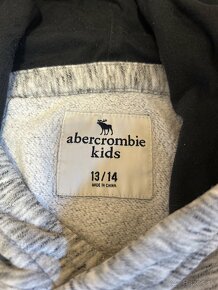 abercrombie
kids
13/14
MADE IN CHINA